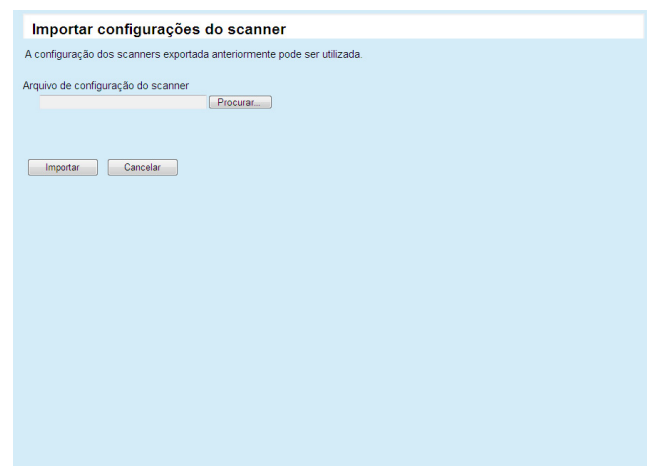 Importar configurações do scanner
A configuração dos scanners exportada anteriormente pode ser utilizada.
Arquivo de configuração do scanner
Procurar...
Importar Cancelar